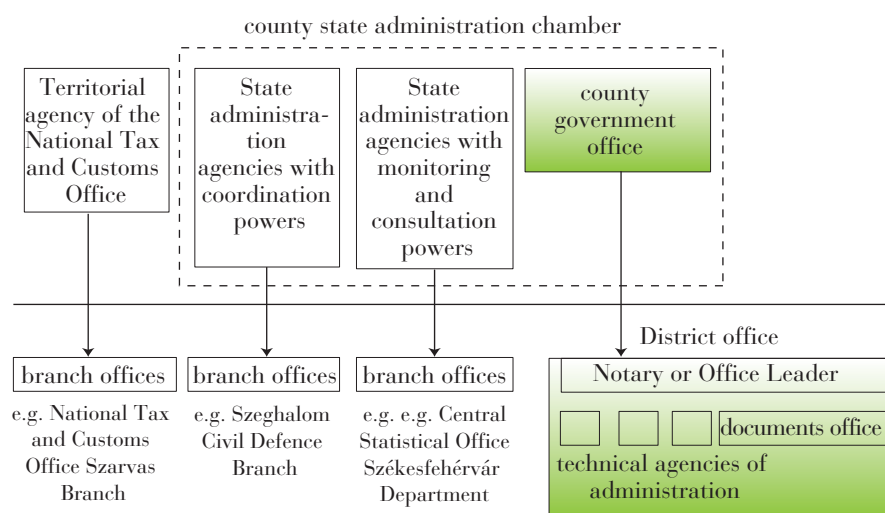 county state administration chamber
Territorial
agency of the
National Tax
and Customs
Office
State
administra-
tion
agencies with
coordination
powers
State
administration
agencies with
monitoring
and
consultation
powers
county
government
office
District office
branch offices
e.g. National Tax
and Customs
Office Szarvas
Branch
branch offices
e.g. Szeghalom
Civil Defence
Branch
branch offices
e.g. e.g. Central
Statistical Office
Székesfehérvár
Department
Notary or Office Leader
documents office
technical agencies of
administration